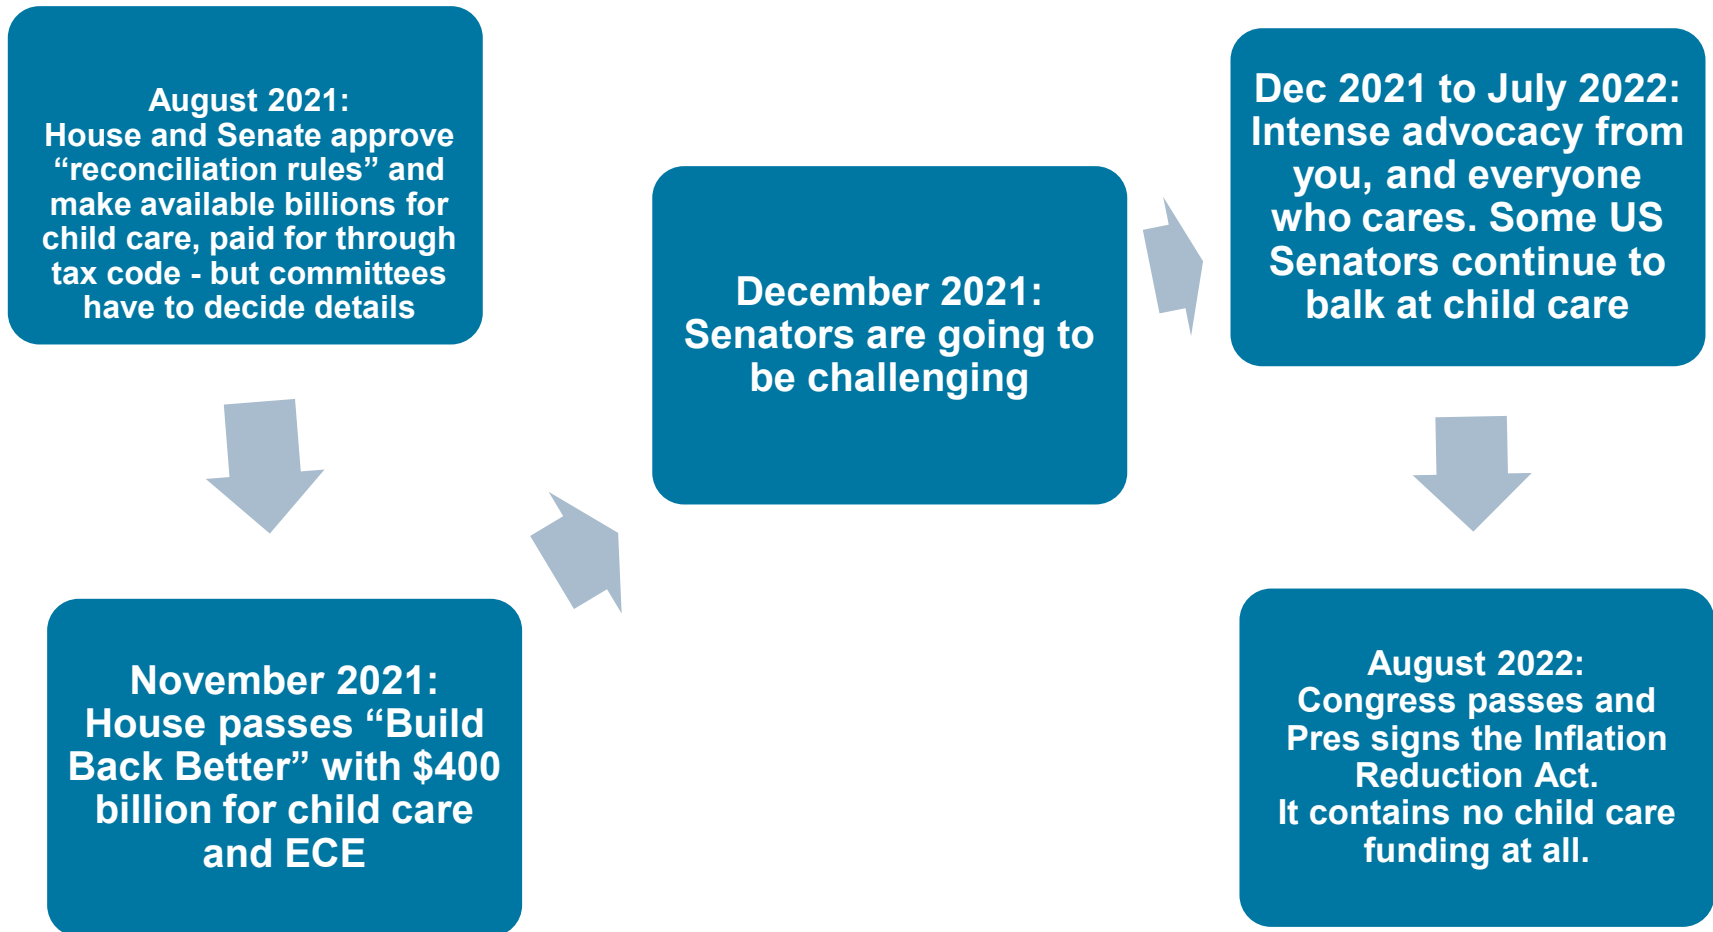 August 2021:
House and Senate approve
“reconciliation rules” and
make available billions for
child care, paid for through
tax code - but committees
have to decide details
November 2021:
House passes “Build
Back Better” with $400
billion for child care
and ECE
December 2021:
Senators are going to
be challenging
Dec 2021 to July 2022:
Intense advocacy from
you, and everyone
who cares. Some US
Senators continue to
balk at child care
August 2022:
Congress passes and
Pres signs the Inflation
Reduction Act.
It contains no child care
funding at all.